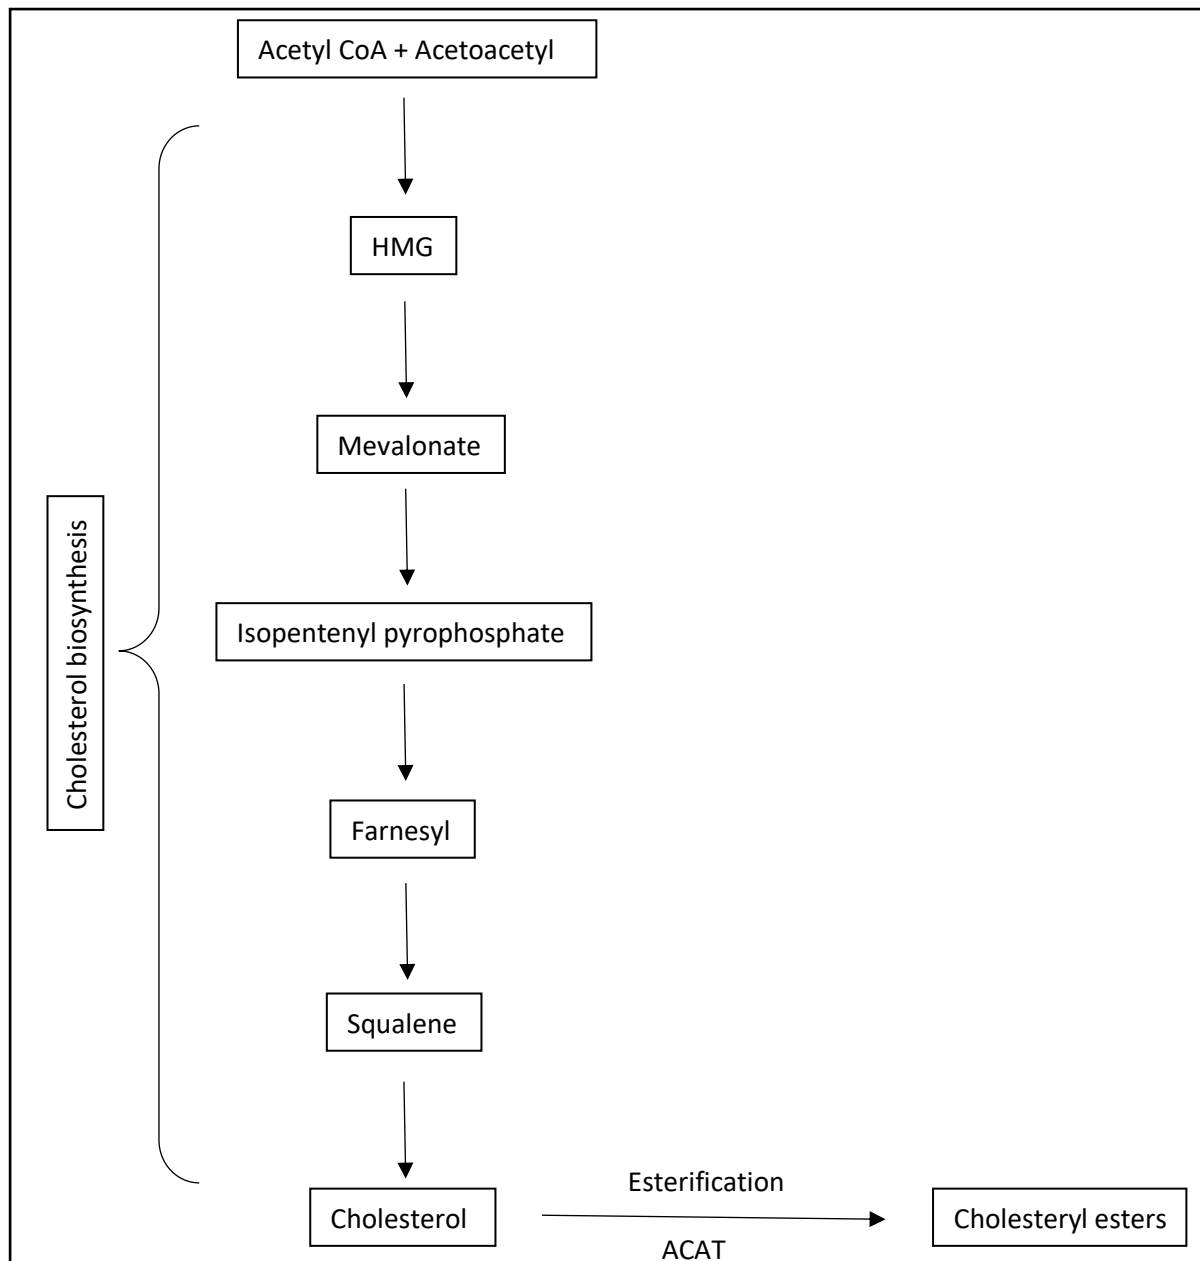 Acetyl CoA + Acetoacetyl
HMG
Mevalonate
Cholesterol biosynthesis
Isopentenyl pyrophosphate
Farnesyl
Squalene
Esterification
Cholesterol
Cholesteryl esters
ACAT